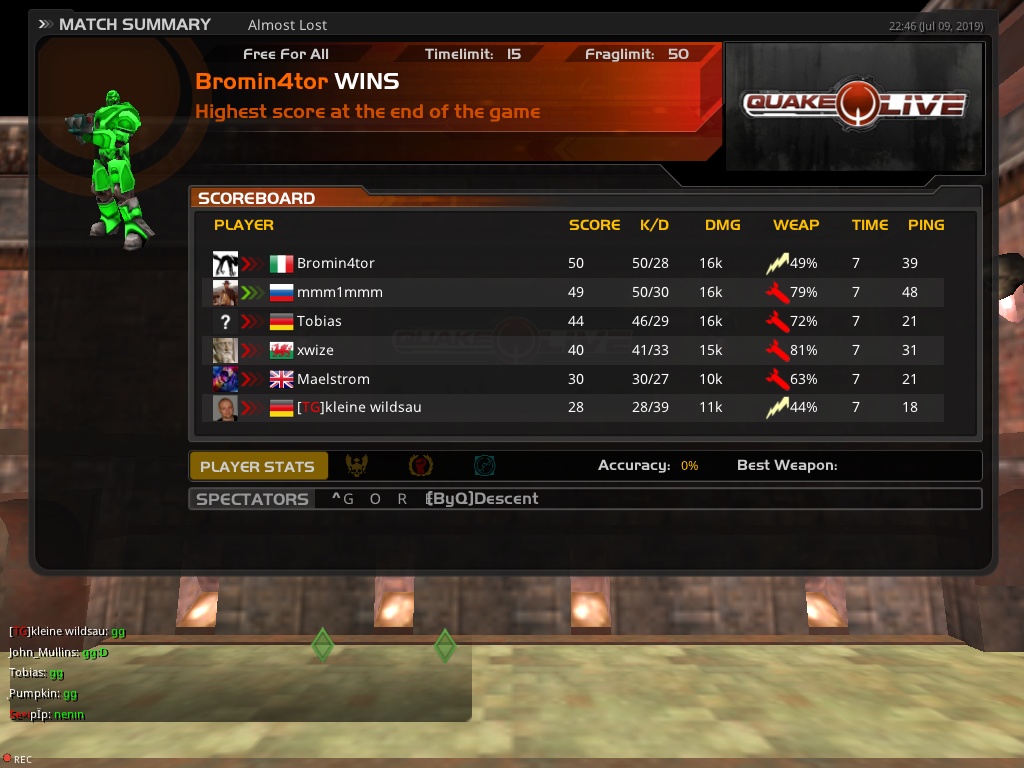 MATCH SUMMARY Almost Lost 22:46 (Jul 09, 2019)
Free For All Timelimit: 15 Fraglimit: 50
Bromin4tor WINS
Highest score at the end of the game
QUAKE LIVE
SCOREBOARD
PLAYER SCORE K/D DMG WEAP TIME PING
Bromin4tor 50 50/28 16k 49% 7 39
mmm1mmm 49 50/30 16k 79% 7 48
? Tobias 44 46/29 16k 72% 7 21
xwize 40 41/33 15k 81% 7 31
Maelstrom 30 30/27 10k 63% 7 21
[TG]kleine wildsau 28 28/39 11k 44% 7 18
PLAYER STATS Accuracy: 0% Best Weapon:
SPECTATORS ^G O R [ByQ]Descent
[TG]kleine wildsau: gg
John_Mullins: gg:D
Tobias: gg
Pumpkin: gg
pÏp: nenin
REC